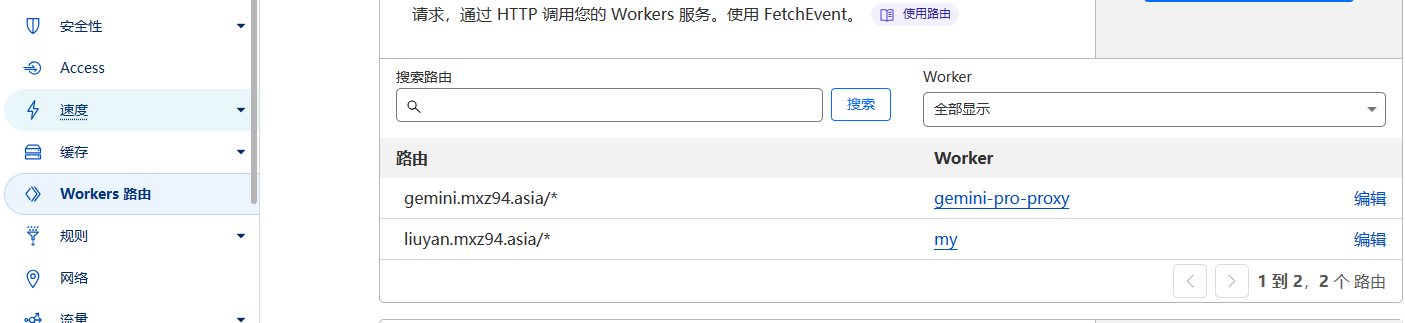 安全性
Access
速度
缓存
Workers 路由
规则
网络
流量
请求，通过 HTTP 调用您的 Workers 服务。使用 FetchEvent。 使用路由
搜索路由
搜索
Worker
全部显示
路由 Worker
gemini.mxz94.asia/* gemini-pro-proxy 编辑
liuyan.mxz94.asia/* my 编辑
1 到 2，2 个 路由